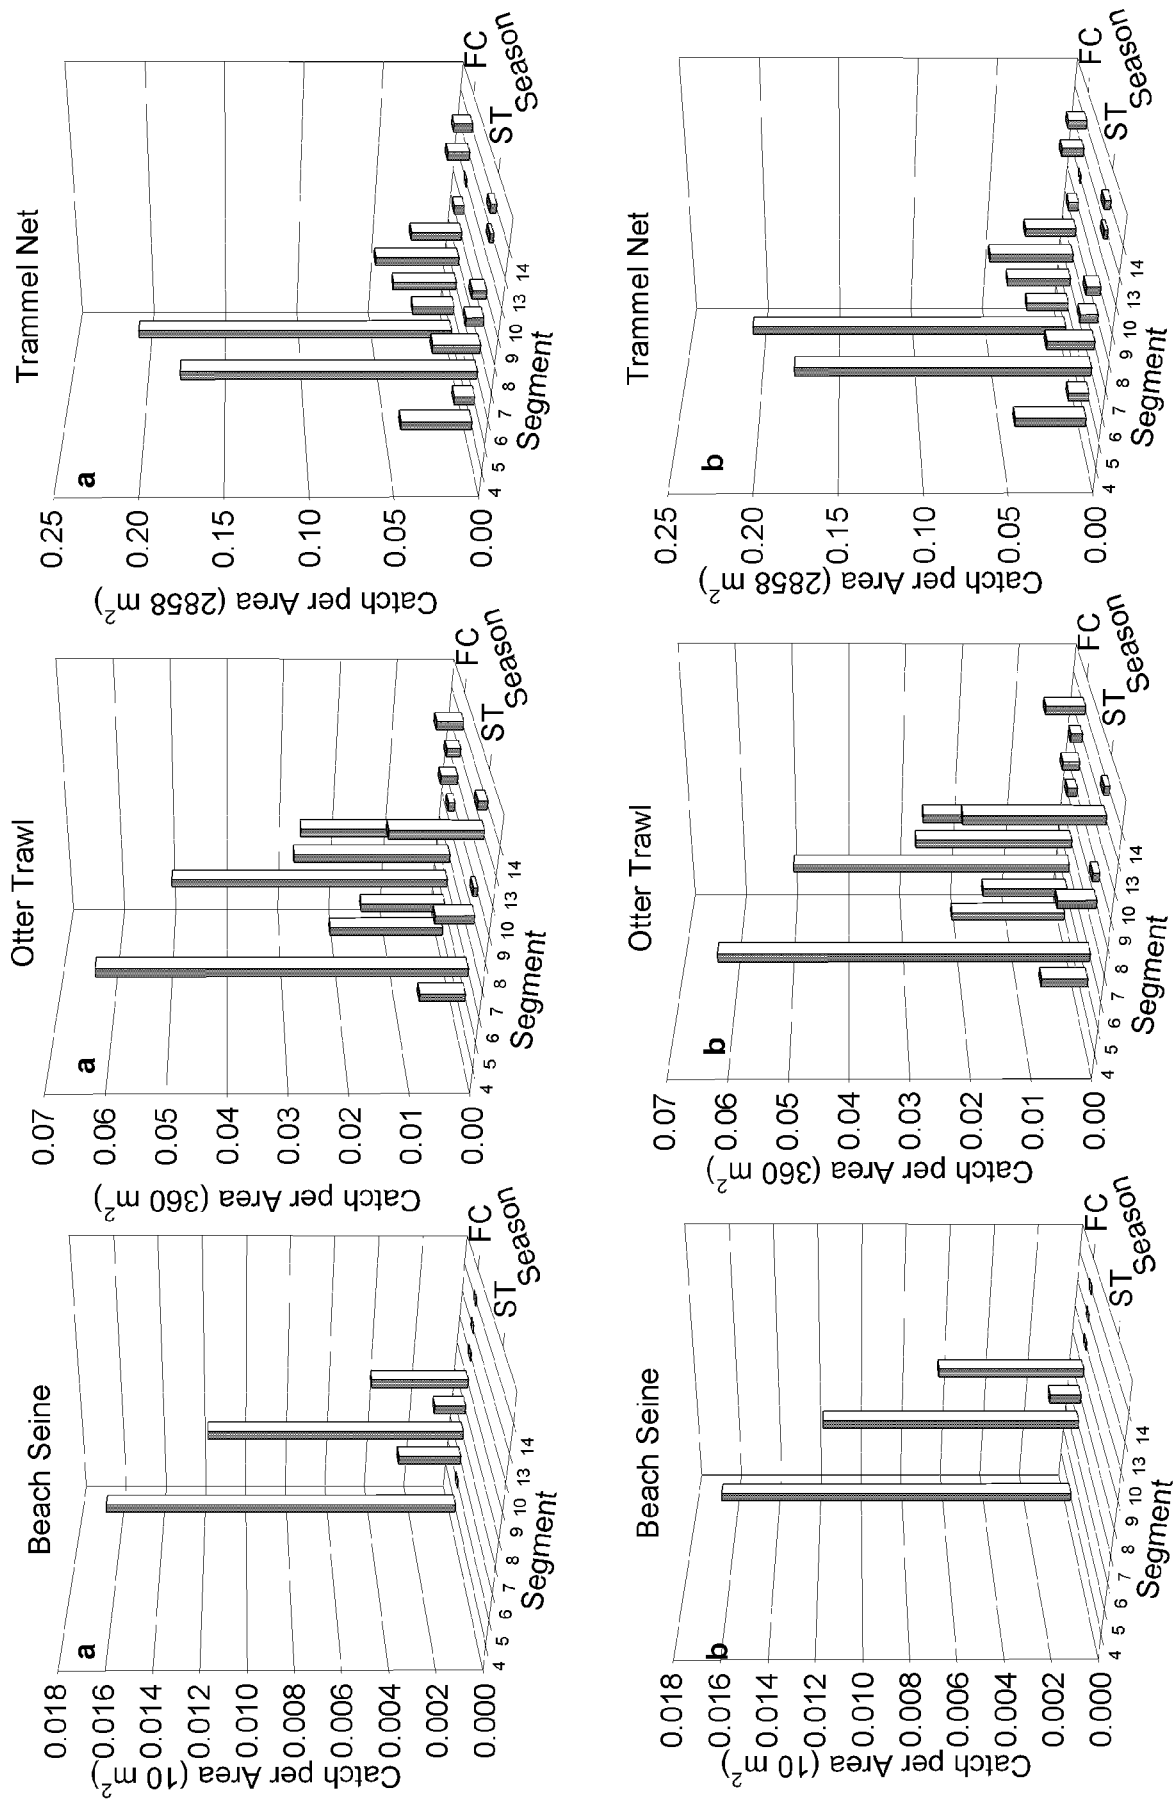 Beach Seine
a
Catch per Area (10 m²)
0.018
0.016
0.014
0.012
0.010
0.008
0.006
0.004
0.002
0.000
4 5 6 7 8 9 10 13 14
Segment
ST FC
Season
Otter Trawl
a
Catch per Area (360 m²)
0.07
0.06
0.05
0.04
0.03
0.02
0.01
0.00
4 5 6 7 8 9 10 13 14
Segment
ST FC
Season
Trammel Net
a
Catch per Area (2858 m²)
0.25
0.20
0.15
0.10
0.05
0.00
4 5 6 7 8 9 10 13 14
Segment
ST FC
Season
Beach Seine
b
Catch per Area (10 m²)
0.018
0.016
0.014
0.012
0.010
0.008
0.006
0.004
0.002
0.000
4 5 6 7 8 9 10 13 14
Segment
ST FC
Season
Otter Trawl
b
Catch per Area (360 m²)
0.07
0.06
0.05
0.04
0.03
0.02
0.01
0.00
4 5 6 7 8 9 10 13 14
Segment
ST FC
Season
Trammel Net
b
Catch per Area (2858 m²)
0.25
0.20
0.15
0.10
0.05
0.00
4 5 6 7 8 9 10 13 14
Segment
ST FC
Season